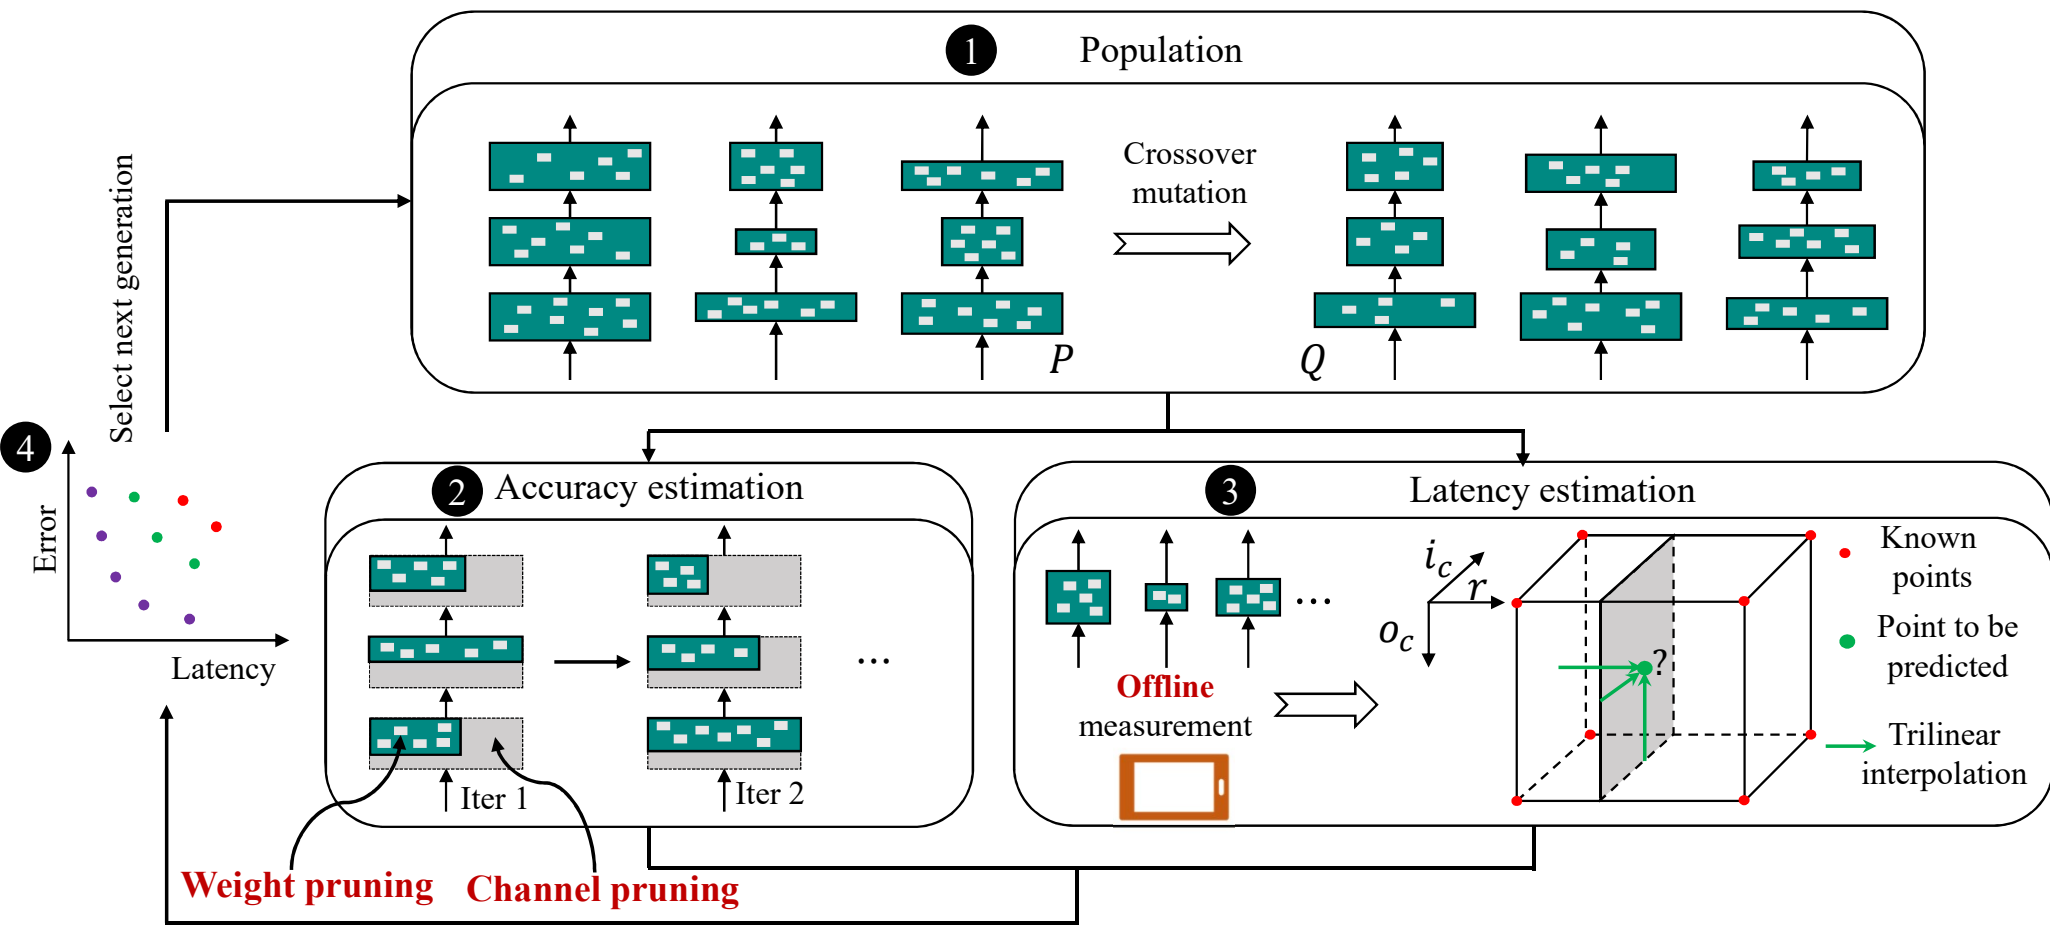 1 Population
Crossover
mutation
P
Q
Select next generation
4
Error
Latency
2 Accuracy estimation
Iter 1
Iter 2
...
Weight pruning
Channel pruning
3 Latency estimation
...
Offline
measurement
i_c
r
o_c
?
Known
points
Point to be
predicted
Trilinear
interpolation